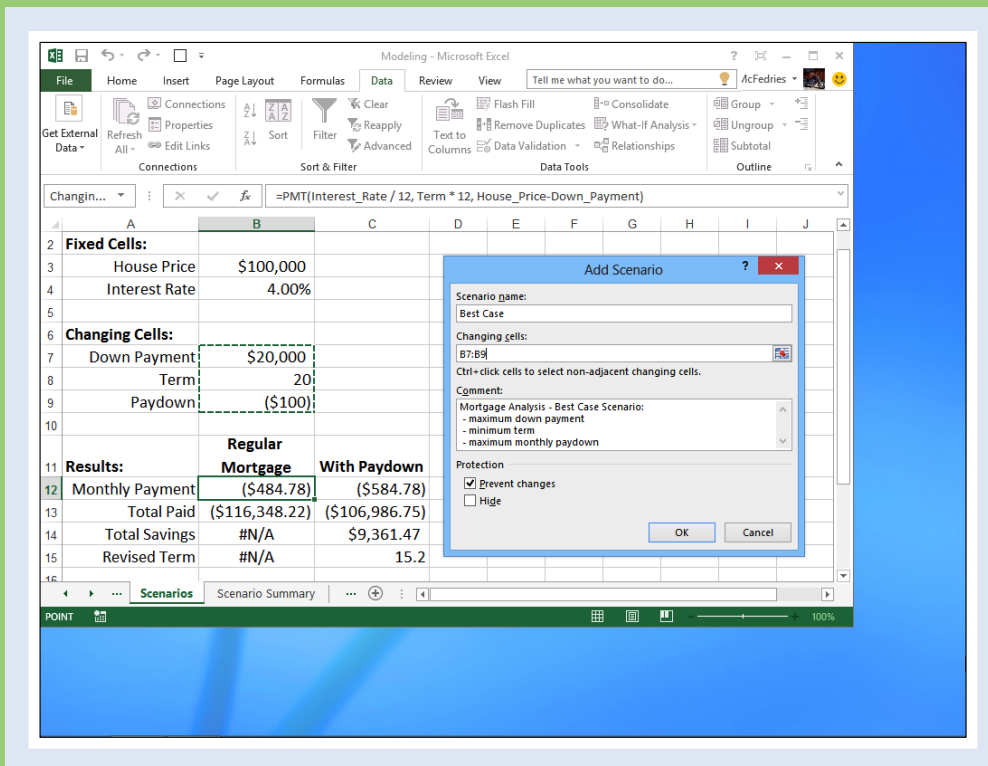 Modeling - Microsoft Excel
File Home Insert Page Layout Formulas Data Review View Tell me what you want to do... McFedries
Get External Data
Refresh All
Connections
Properties
Edit Links
Connections
Sort
Filter
Clear
Reapply
Advanced
Sort & Filter
Text to Columns
Flash Fill
Remove Duplicates
Data Validation
Consolidate
What-If Analysis
Relationships
Data Tools
Group
Ungroup
Subtotal
Outline
Changin... fx =PMT(Interest_Rate / 12, Term * 12, House_Price-Down_Payment)
A B C D E F G H I J
2 Fixed Cells:
3 House Price $100,000
4 Interest Rate 4.00%
5
6 Changing Cells:
7 Down Payment $20,000
8 Term 20
9 Paydown ($100)
10
11 Results: Regular Mortgage With Paydown
12 Monthly Payment ($484.78) ($584.78)
13 Total Paid ($116,348.22) ($106,986.75)
14 Total Savings #N/A $9,361.47
15 Revised Term #N/A 15.2
16
Add Scenario ?
Scenario name:
Best Case
Changing cells:
B7:B9
Ctrl+click cells to select non-adjacent changing cells.
Comment:
Mortgage Analysis - Best Case Scenario:
- maximum down payment
- minimum term
- maximum monthly paydown
Protection
Prevent changes
Hide
OK Cancel
... Scenarios Scenario Summary ...
POINT 100%